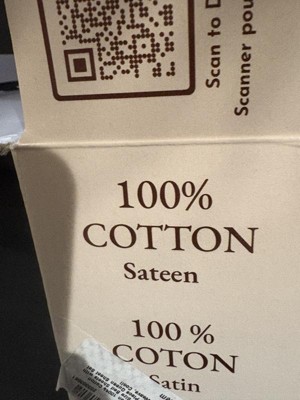 Scan to
Scanner
100%
COTTON
Sateen
100 %
COTON
Satin